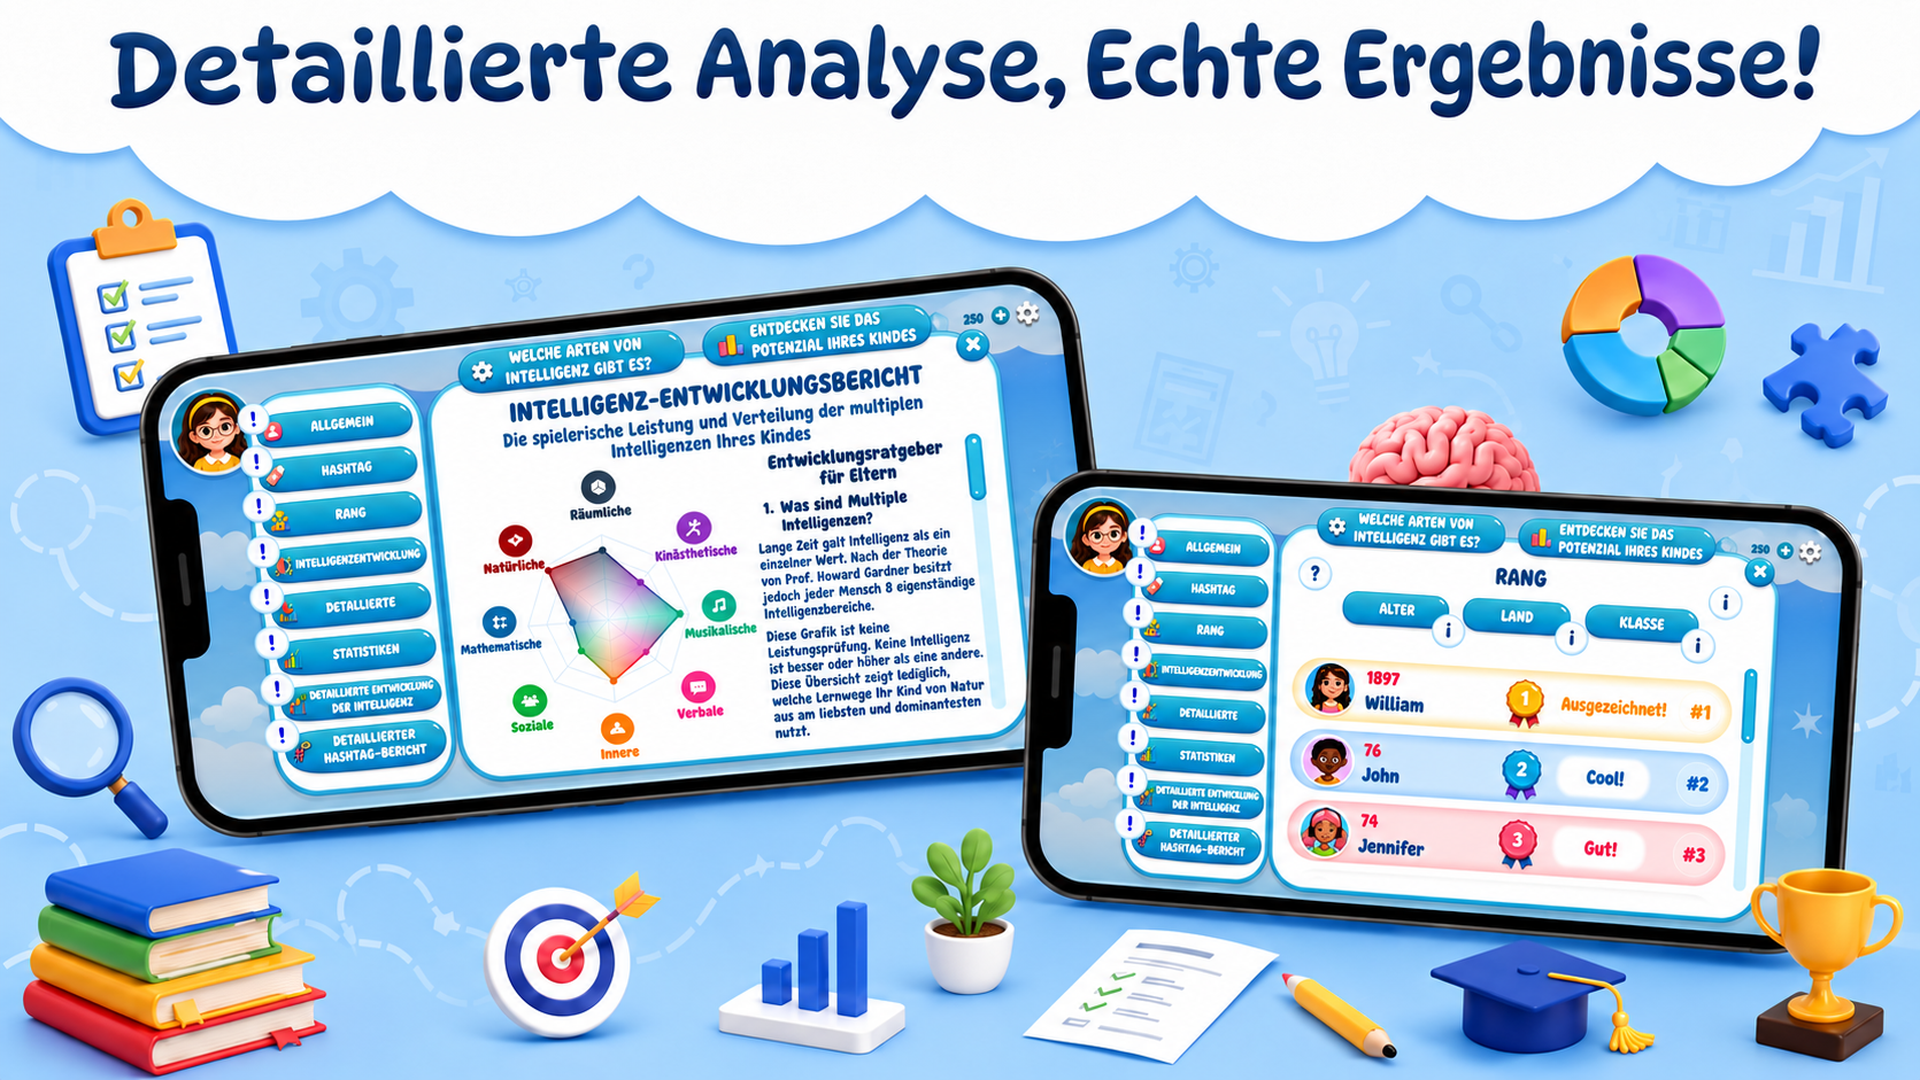 Detaillierte Analyse, Echte Ergebnisse!
WELCHE ARTEN VON
INTELLIGENZ GIBT ES?
ENTDECKEN SIE DAS
POTENZIAL IHRES KINDES
250
ALLGEMEIN
HASHTAG
RANG
INTELLIGENZENTWICKLUNG
DETAILLIERTE
STATISTIKEN
DETAILLIERTE ENTWICKLUNG
DER INTELLIGENZ
DETAILLIERTER
HASHTAG-BERICHT
INTELLIGENZ-ENTWICKLUNGSBERICHT
Die spielerische Leistung und Verteilung der multiplen
Intelligenzen Ihres Kindes
Räumliche
Kinästhetische
Natürliche
Musikalische
Mathematische
Verbale
Soziale
Innere
Entwicklungsratgeber
für Eltern
1. Was sind Multiple
Intelligenzen?
Lange Zeit galt Intelligenz als ein
einzelner Wert. Nach der Theorie
von Prof. Howard Gardner besitzt
jedoch jeder Mensch 8 eigenständige
Intelligenzbereiche.
Diese Grafik ist keine
Leistungsprüfung. Keine Intelligenz
ist besser oder höher als eine andere.
Diese Übersicht zeigt lediglich,
welche Lernwege Ihr Kind von Natur
aus am liebsten und dominantesten
nutzt.
WELCHE ARTEN VON
INTELLIGENZ GIBT ES?
ENTDECKEN SIE DAS
POTENZIAL IHRES KINDES
250
ALLGEMEIN
HASHTAG
RANG
INTELLIGENZENTWICKLUNG
DETAILLIERTE
STATISTIKEN
DETAILLIERTE ENTWICKLUNG
DER INTELLIGENZ
DETAILLIERTER
HASHTAG-BERICHT
?
RANG
i
ALTER
i
LAND
i
KLASSE
i
1897
William
1
Ausgezeichnet!
#1
76
John
2
Cool!
#2
74
Jennifer
3
Gut!
#3